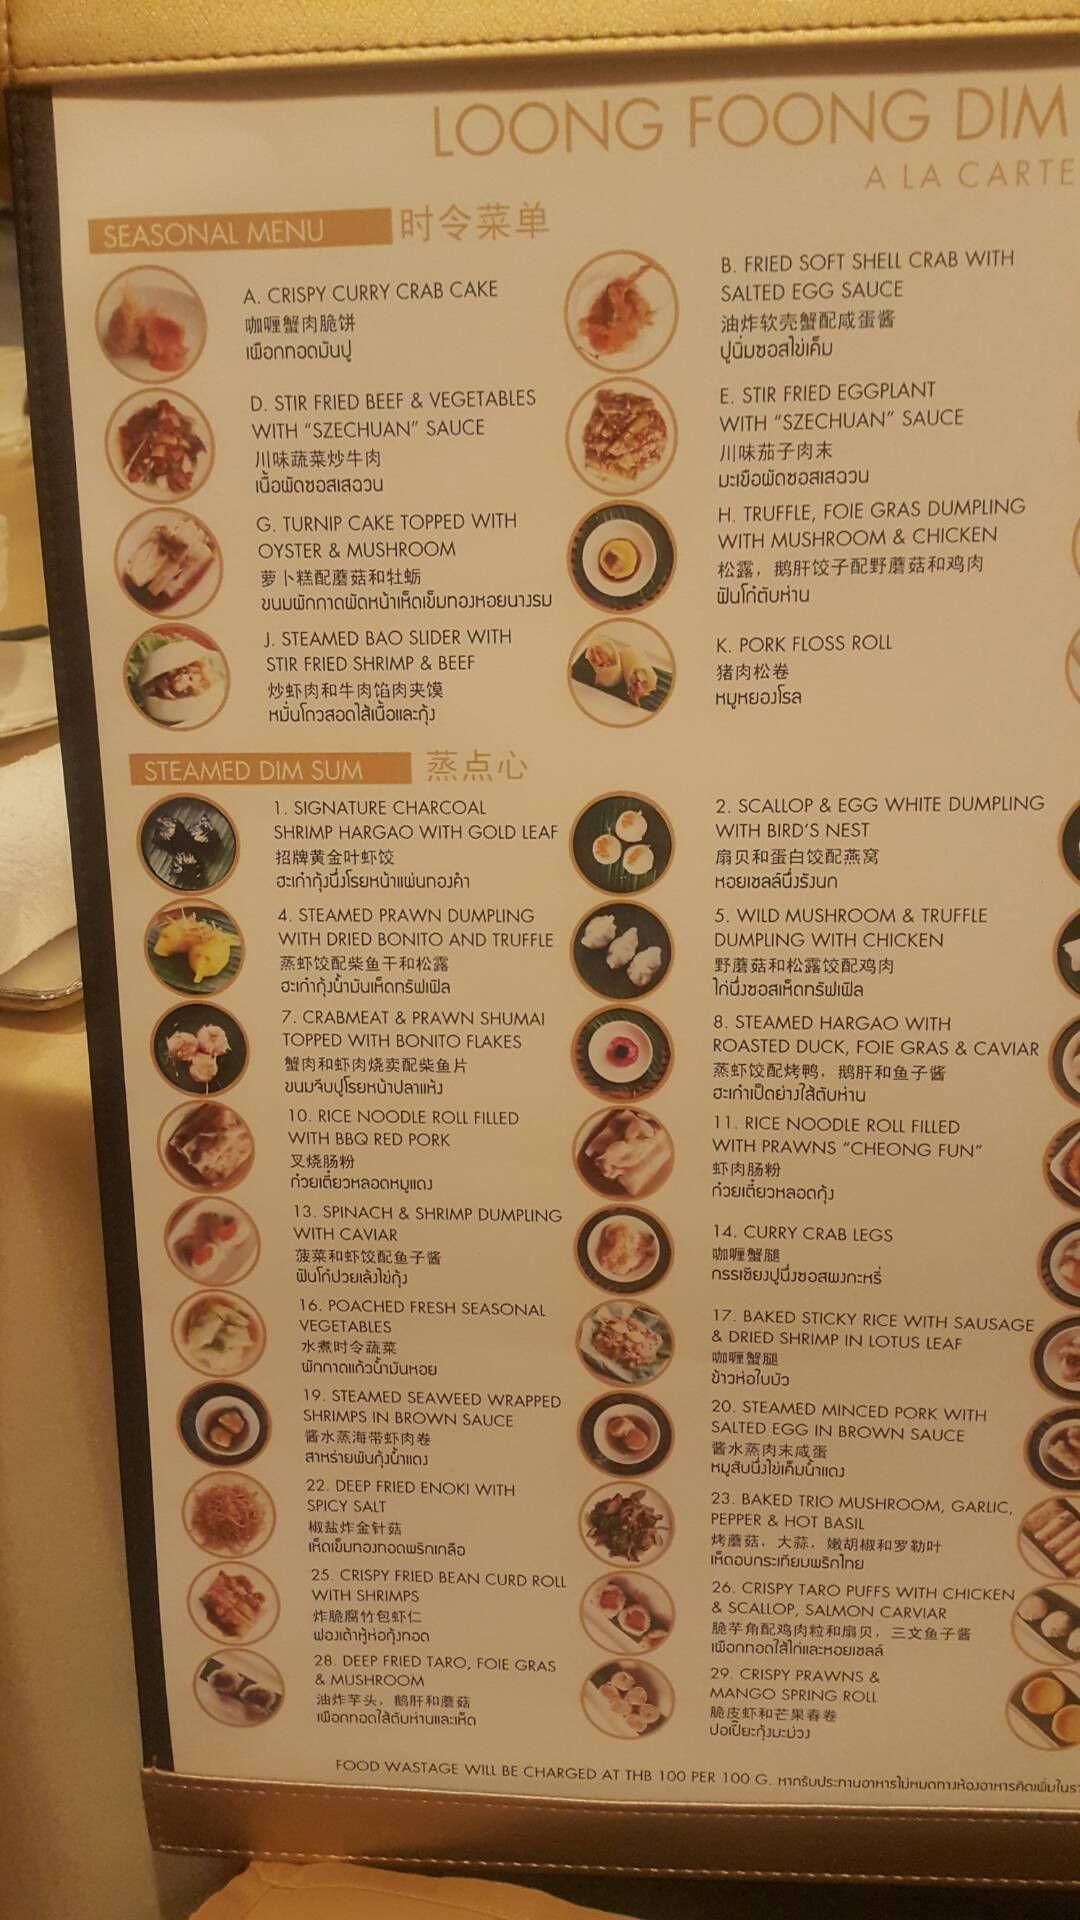 LOONG FOONG DIM
A LA CARTE
SEASONAL MENU 时令菜单
A. CRISPY CURRY CRAB CAKE
咖喱蟹肉脆饼
เผือกทอดมันปู
B. FRIED SOFT SHELL CRAB WITH
SALTED EGG SAUCE
油炸软壳蟹配咸蛋酱
ปูนิ่มซอสไข่เค็ม
D. STIR FRIED BEEF & VEGETABLES
WITH “SZECHUAN” SAUCE
川味蔬菜炒牛肉
เนื้อผัดซอสเสฉวน
E. STIR FRIED EGGPLANT
WITH “SZECHUAN” SAUCE
川味茄子肉末
มะเขือผัดซอสเสฉวน
G. TURNIP CAKE TOPPED WITH
OYSTER & MUSHROOM
萝卜糕配蘑菇和牡蛎
ขนมผักกาดผัดหน้าเห็ดเข็มทองหอยนางรม
H. TRUFFLE, FOIE GRAS DUMPLING
WITH MUSHROOM & CHICKEN
松露，鹅肝饺子配野蘑菇和鸡肉
ฟันโก๋ตับห่าน
J. STEAMED BAO SLIDER WITH
STIR FRIED SHRIMP & BEEF
炒虾肉和牛肉馅肉夹馍
หมั่นโถวสอดไส้เนื้อและกุ้ง
K. PORK FLOSS ROLL
猪肉松卷
หมูหยองโรล
STEAMED DIM SUM 蒸点心
1. SIGNATURE CHARCOAL
SHRIMP HARGAO WITH GOLD LEAF
招牌黄金叶虾饺
ฮะเก๋ากุ้งนึ่งโรยหน้าแผ่นทองคำ
2. SCALLOP & EGG WHITE DUMPLING
WITH BIRD'S NEST
扇贝和蛋白饺配燕窝
หอยเชลล์นึ่งรังนก
4. STEAMED PRAWN DUMPLING
WITH DRIED BONITO AND TRUFFLE
蒸虾饺配柴鱼干和松露
ฮะเก๋ากุ้งน้ำมันเห็ดทรัฟเฟิล
5. WILD MUSHROOM & TRUFFLE
DUMPLING WITH CHICKEN
野蘑菇和松露饺配鸡肉
ไก่นึ่งซอสเห็ดทรัฟเฟิล
7. CRABMEAT & PRAWN SHUMAI
TOPPED WITH BONITO FLAKES
蟹肉和虾肉烧卖配柴鱼片
ขนมจีบปูโรยหน้าปลาแห้ง
8. STEAMED HARGAO WITH
ROASTED DUCK, FOIE GRAS & CAVIAR
蒸虾饺配烤鸭，鹅肝和鱼子酱
ฮะเก๋าเป็ดย่างใส้ตับห่าน
10. RICE NOODLE ROLL FILLED
WITH BBQ RED PORK
叉烧肠粉
ก๋วยเตี๋ยวหลอดหมูแดง
11. RICE NOODLE ROLL FILLED
WITH PRAWNS “CHEONG FUN”
虾肉肠粉
ก๋วยเตี๋ยวหลอดกุ้ง
13. SPINACH & SHRIMP DUMPLING
WITH CAVIAR
菠菜和虾饺配鱼子酱
ฟันโก๋ปวยเล้งไข่กุ้ง
14. CURRY CRAB LEGS
咖喱蟹腿
กรรเชียงปูนึ่งซอสผงกะหรี่
16. POACHED FRESH SEASONAL
VEGETABLES
水煮时令蔬菜
ผักกาดแก้วน้ำมันหอย
17. BAKED STICKY RICE WITH SAUSAGE
& DRIED SHRIMP IN LOTUS LEAF
咖喱蟹腿
ข้าวห่อใบบัว
19. STEAMED SEAWEED WRAPPED
SHRIMPS IN BROWN SAUCE
酱水蒸海带虾肉卷
สาหร่ายพันกุ้งน้ำแดง
20. STEAMED MINCED PORK WITH
SALTED EGG IN BROWN SAUCE
酱水蒸肉末咸蛋
หมูสับนึ่งไข่เค็มน้ำแดง
22. DEEP FRIED ENOKI WITH
SPICY SALT
椒盐炸金针菇
เห็ดเข็มทองทอดพริกเกลือ
23. BAKED TRIO MUSHROOM, GARLIC,
PEPPER & HOT BASIL
烤蘑菇，大蒜，嫩胡椒和罗勒叶
เห็ดอบกระเทียมพริกไทย
25. CRISPY FRIED BEAN CURD ROLL
WITH SHRIMPS
炸脆腐竹包虾仁
ฟองเต้าหู้ห่อกุ้งทอด
26. CRISPY TARO PUFFS WITH CHICKEN
& SCALLOP, SALMON CARVIAR
脆芋角配鸡肉粒和扇贝，三文鱼子酱
เผือกทอดใส้ไก่และหอยเชลล์
28. DEEP FRIED TARO, FOIE GRAS
& MUSHROOM
油炸芋头，鹅肝和蘑菇
เผือกทอดใส้ตับห่านและเห็ด
29. CRISPY PRAWNS &
MANGO SPRING ROLL
脆皮虾和芒果春卷
ปอเปี๊ยะกุ้งมะม่วง
FOOD WASTAGE WILL BE CHARGED AT THB 100 PER 100 G. หากรับประทานอาหารไม่หมดทางห้องอาหารคิดเพิ่มในรา